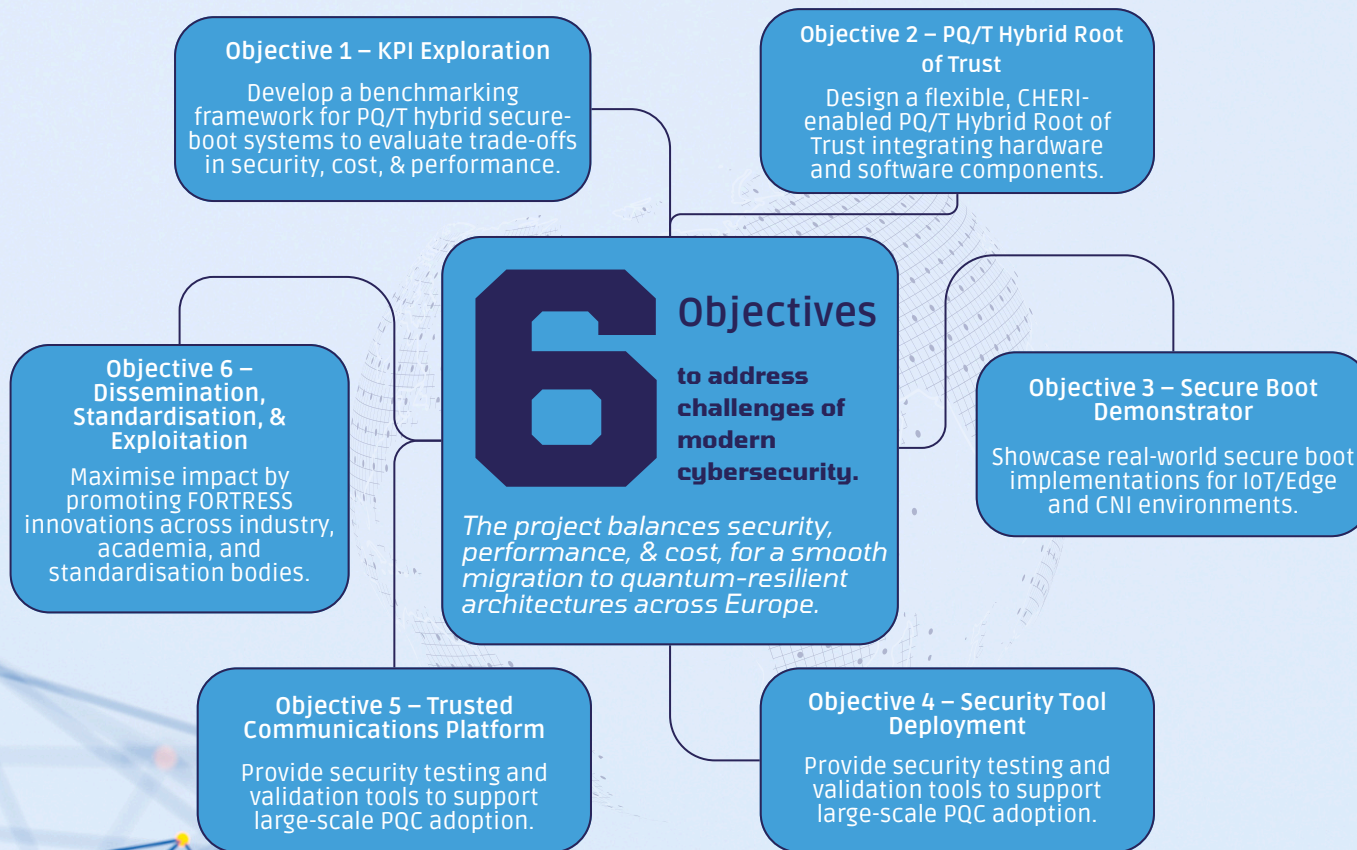 Objective 1 – KPI Exploration
Develop a benchmarking
framework for PQ/T hybrid secure-
boot systems to evaluate trade-offs
in security, cost, & performance.
Objective 2 – PQ/T Hybrid Root
of Trust
Design a flexible, CHERI-
enabled PQ/T Hybrid Root of
Trust integrating hardware
and software components.
6
Objectives
to address
challenges of
modern
cybersecurity.
The project balances security,
performance, & cost, for a smooth
migration to quantum-resilient
architectures across Europe.
Objective 3 – Secure Boot
Demonstrator
Showcase real-world secure boot
implementations for IoT/Edge
and CNI environments.
Objective 4 – Security Tool
Deployment
Provide security testing and
validation tools to support
large-scale PQC adoption.
Objective 5 – Trusted
Communications Platform
Provide security testing and
validation tools to support
large-scale PQC adoption.
Objective 6 –
Dissemination,
Standardisation, &
Exploitation
Maximise impact by
promoting FORTRESS
innovations across industry,
academia, and
standardisation bodies.